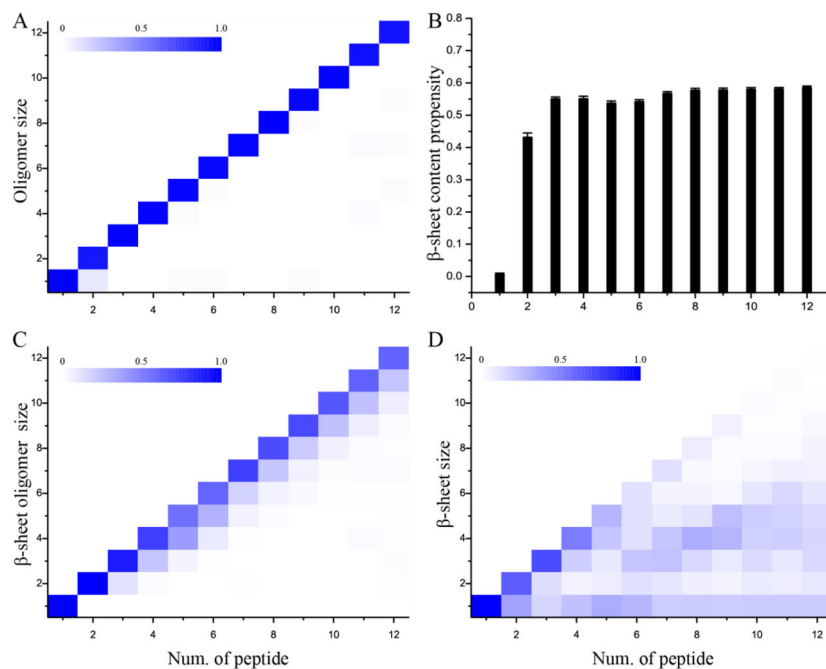 A
0 0.5 1.0
Oligomer size
12
10
8
6
4
2
2 4 6 8 10 12
B
β-sheet content propensity
0.8
0.7
0.6
0.5
0.4
0.3
0.2
0.1
0.0
0 2 4 6 8 10 12
C
0 0.5 1.0
β-sheet oligomer size
12
10
8
6
4
2
2 4 6 8 10 12
Num. of peptide
D
0 0.5 1.0
β-sheet size
12
10
8
6
4
2
2 4 6 8 10 12
Num. of peptide